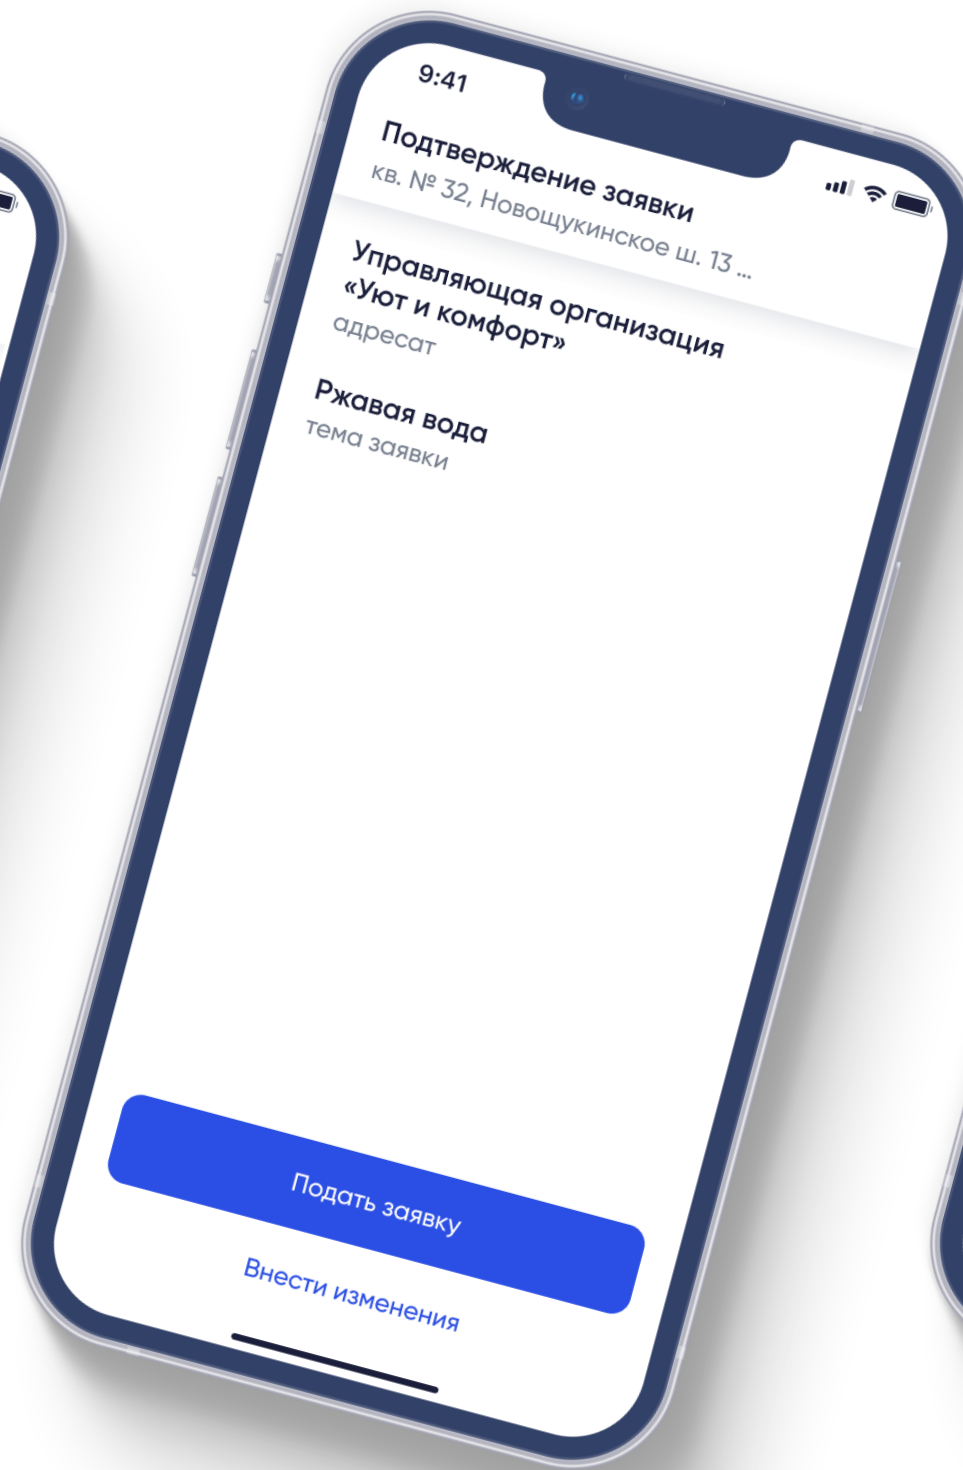 9:41
Подтверждение заявки
кв. № 32, Новощукинское ш. 13 ...
Управляющая организация
«Уют и комфорт»
адресат
Ржавая вода
тема заявки
Подать заявку
Внести изменения